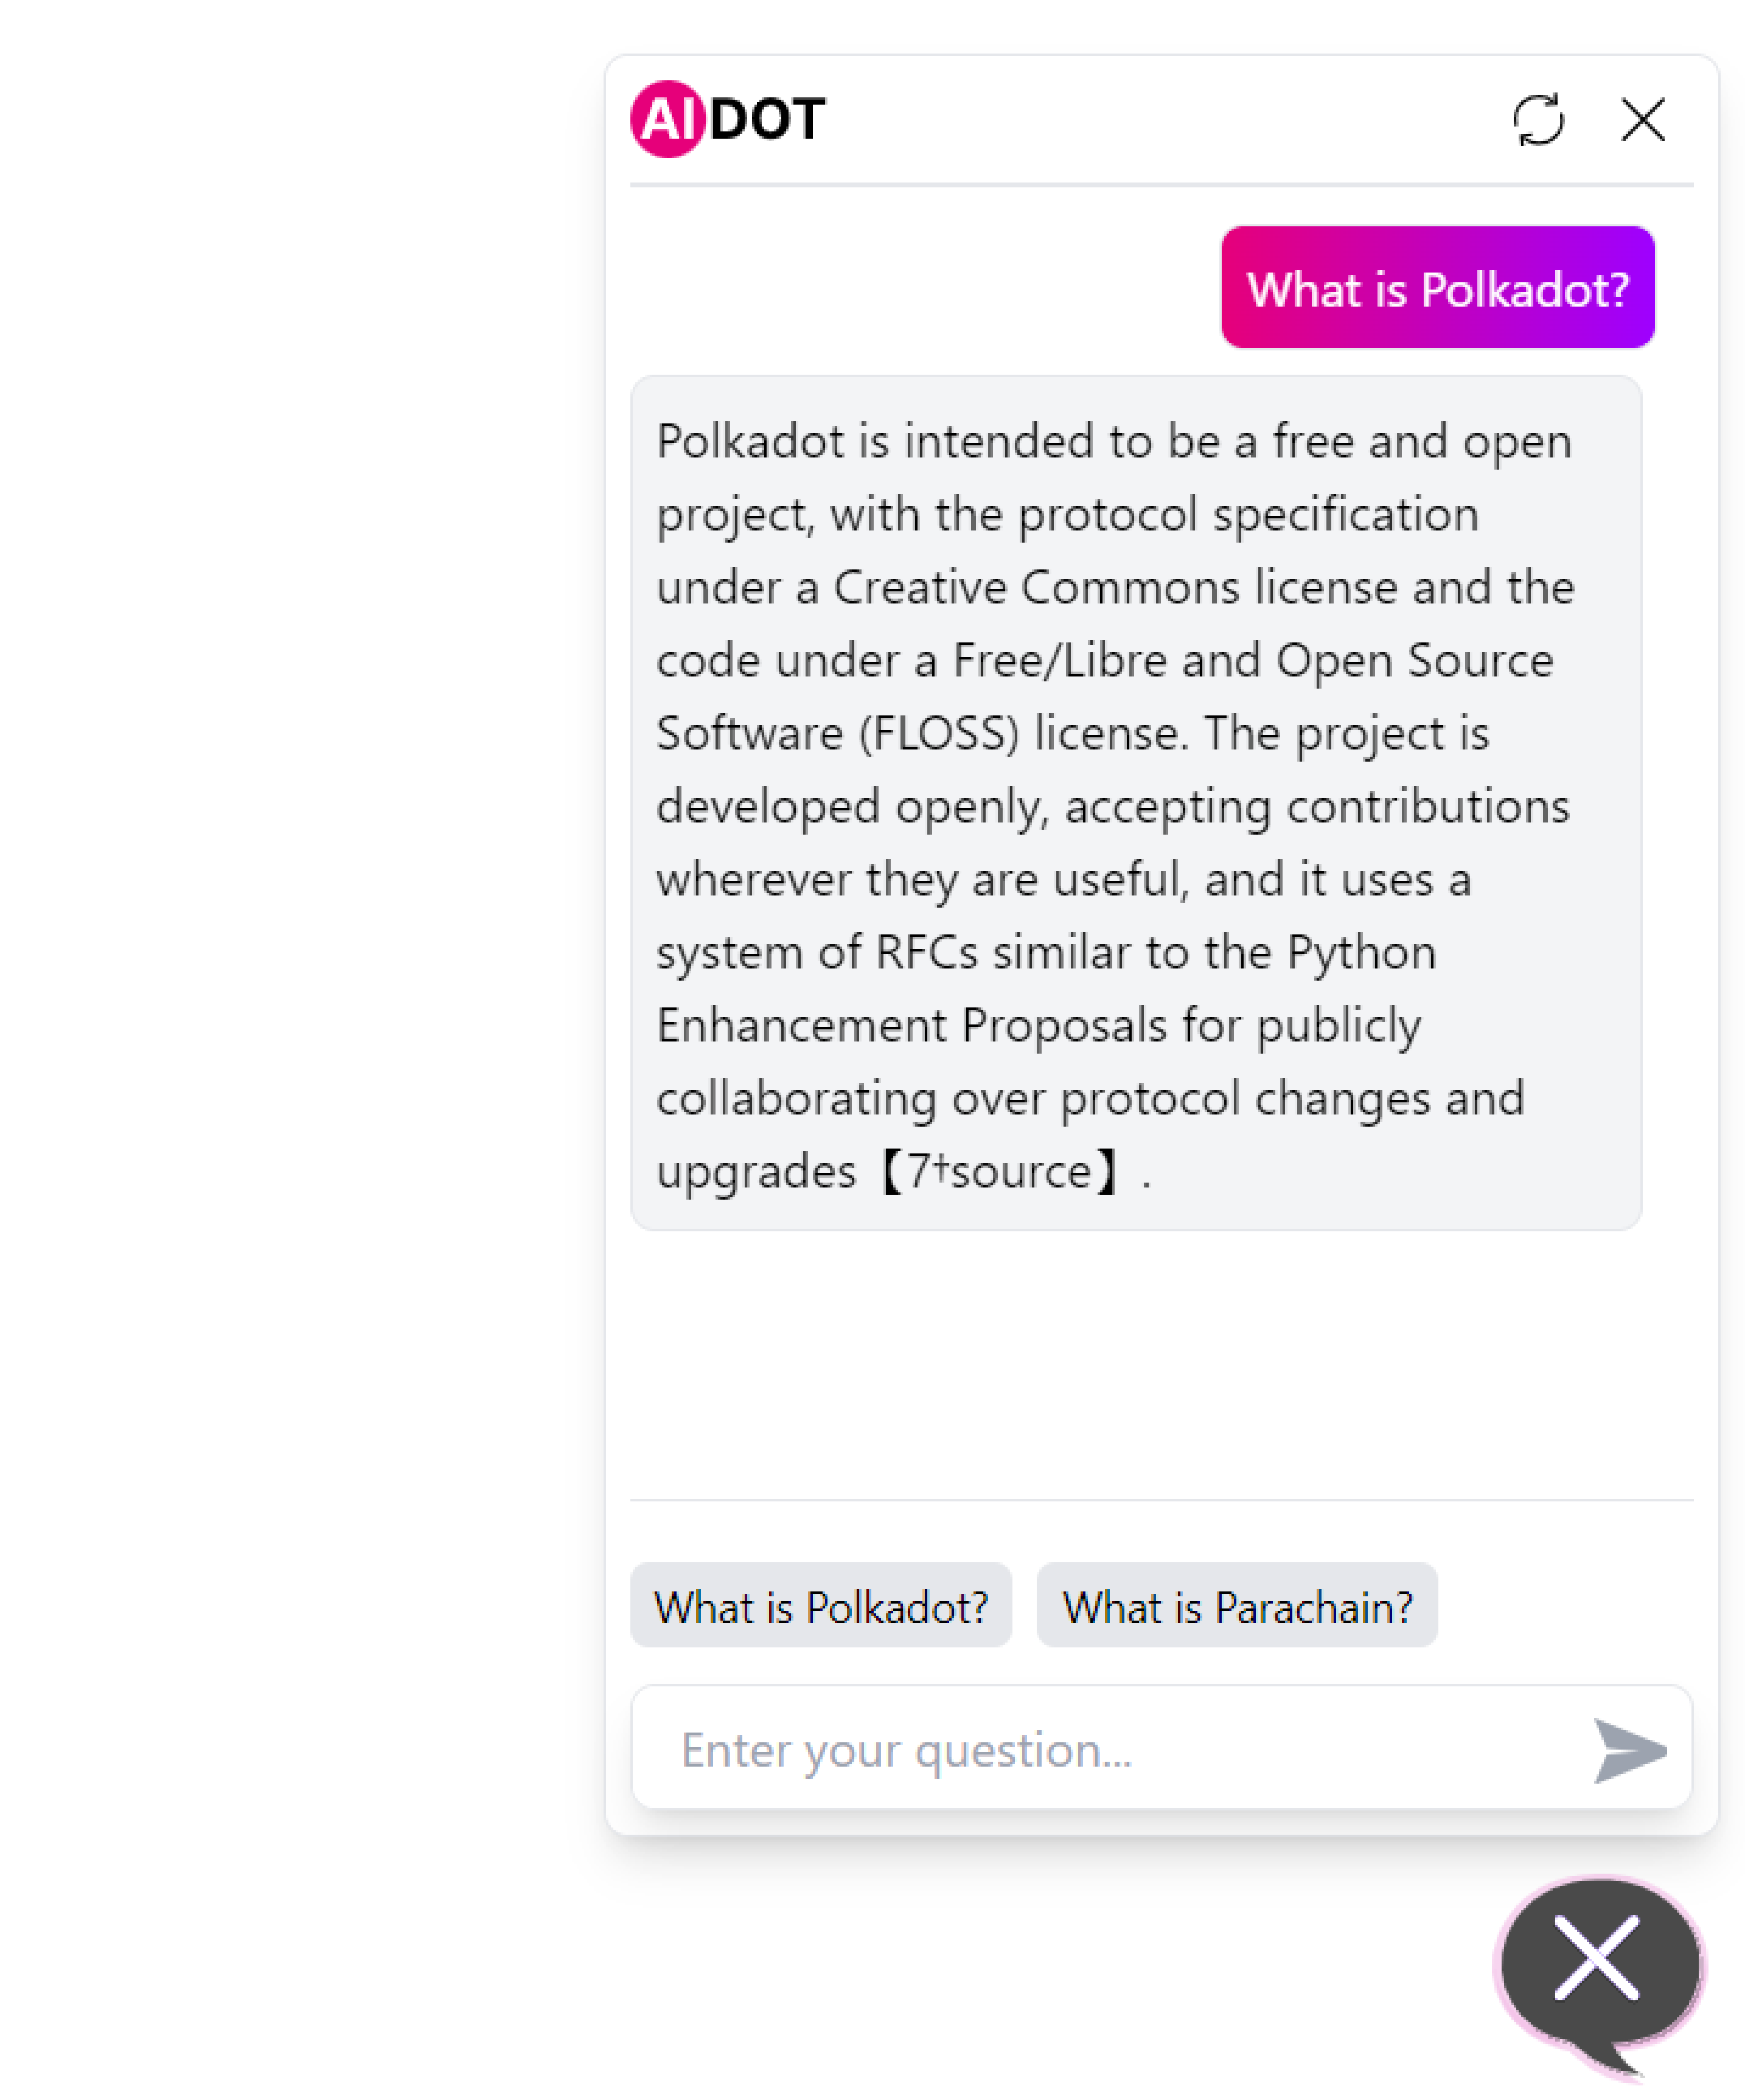 AIDOT
What is Polkadot?
Polkadot is intended to be a free and open
project, with the protocol specification
under a Creative Commons license and the
code under a Free/Libre and Open Source
Software (FLOSS) license. The project is
developed openly, accepting contributions
wherever they are useful, and it uses a
system of RFCs similar to the Python
Enhancement Proposals for publicly
collaborating over protocol changes and
upgrades【7†source】.
What is Polkadot? What is Parachain?
Enter your question...